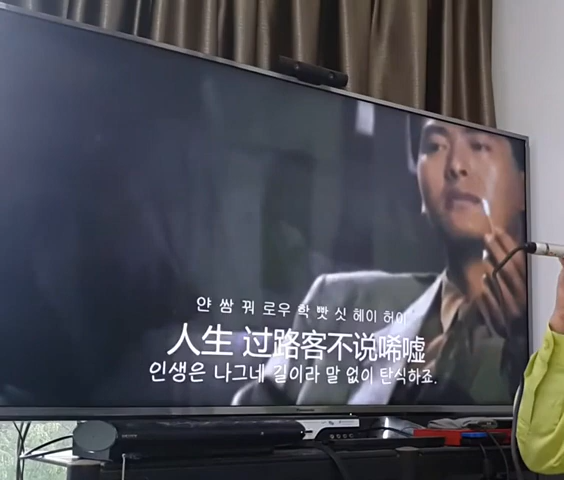 얀 쌈 꿔 로우 학 빳 싯 헤이 허이
人生 过路客不说唏嘘
인생은 나그네 길이라 말 없이 탄식하죠.
Panasonic